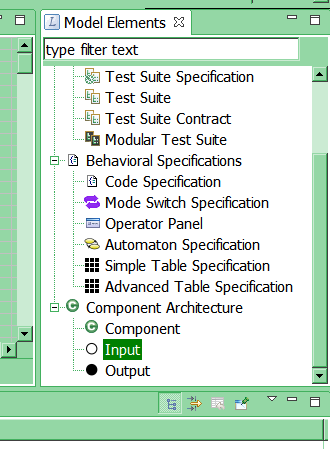 Model Elements
type filter text
Test Suite Specification
Test Suite
Test Suite Contract
Modular Test Suite
Behavioral Specifications
Code Specification
Mode Switch Specification
Operator Panel
Automaton Specification
Simple Table Specification
Advanced Table Specification
Component Architecture
Component
Input
Output